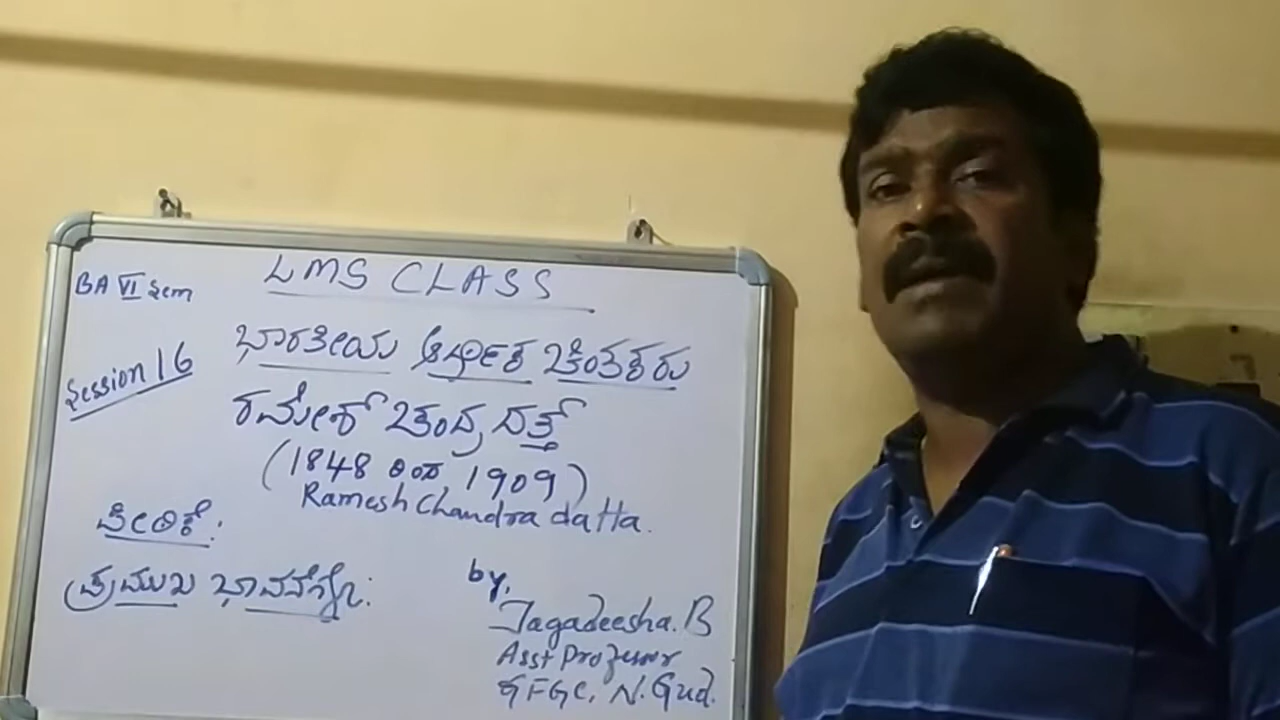 LMS CLASS
BA VI Sem
ಭಾರತೀಯ ಆರ್ಥಿಕ ಚಿಂತಕರು
Session 16
ರಮೇಶ್ ಚಂದ್ರ ದತ್ತ್
(1848 ರಿಂದ 1909)
Ramesh Chandra datta.
ಪೀಠಿಕೆ:
ಪ್ರಮುಖ ಭಾವನೆಗಳು:
by,
Jagadeesha. B
Asst Professor
GFGC, N. Gud.